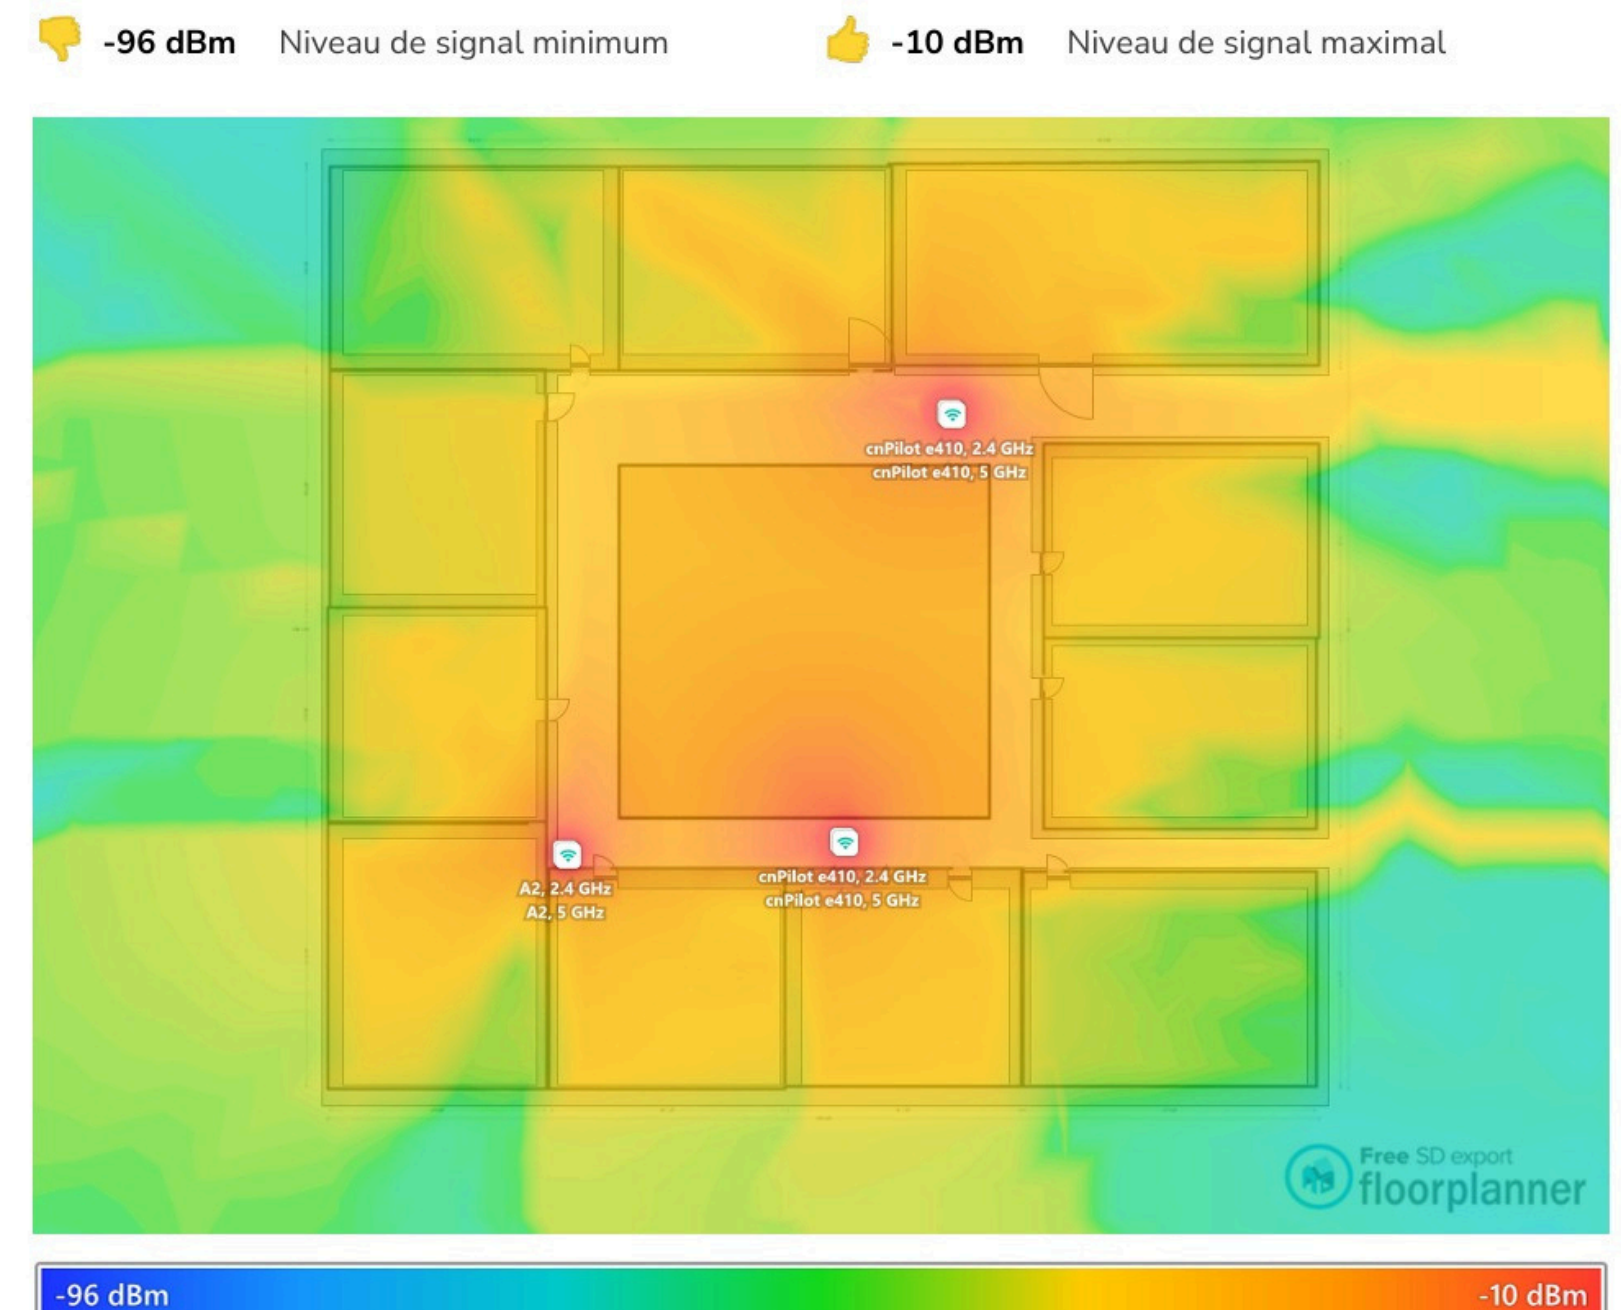 -96 dBm Niveau de signal minimum
-10 dBm Niveau de signal maximal
cnPilot e410, 2.4 GHz
cnPilot e410, 5 GHz
A2, 2.4 GHz
A2, 5 GHz
cnPilot e410, 2.4 GHz
cnPilot e410, 5 GHz
Free SD export
floorplanner
-96 dBm -10 dBm